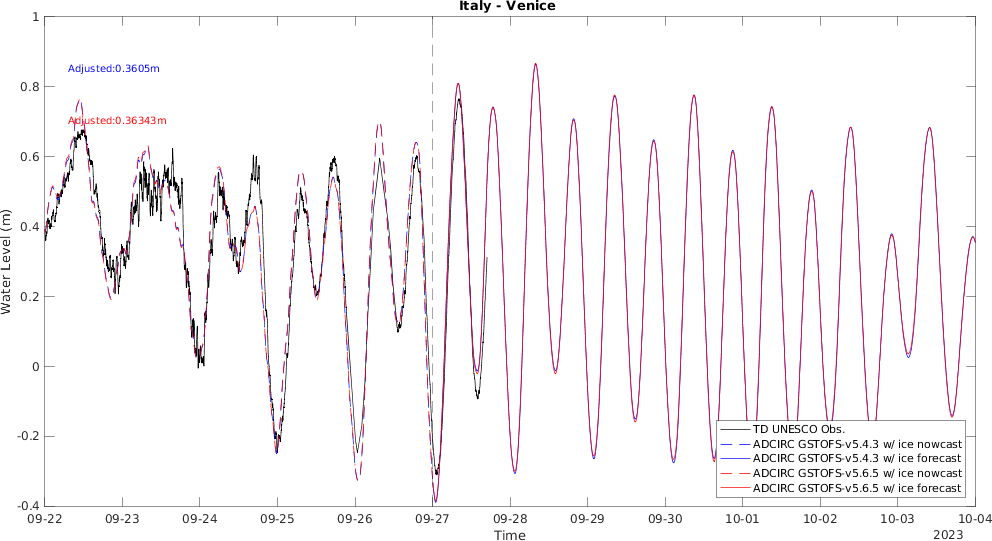 Italy - Venice
Adjusted:0.3605m
Adjusted:0.36343m
Water Level (m)
1
0.8
0.6
0.4
0.2
0
-0.2
-0.4
TD UNESCO Obs.
ADCIRC GSTOFS-v5.4.3 w/ ice nowcast
ADCIRC GSTOFS-v5.4.3 w/ ice forecast
ADCIRC GSTOFS-v5.6.5 w/ ice nowcast
ADCIRC GSTOFS-v5.6.5 w/ ice forecast
09-22 09-23 09-24 09-25 09-26 09-27 09-28 09-29 09-30 10-01 10-02 10-03 10-04
Time
2023